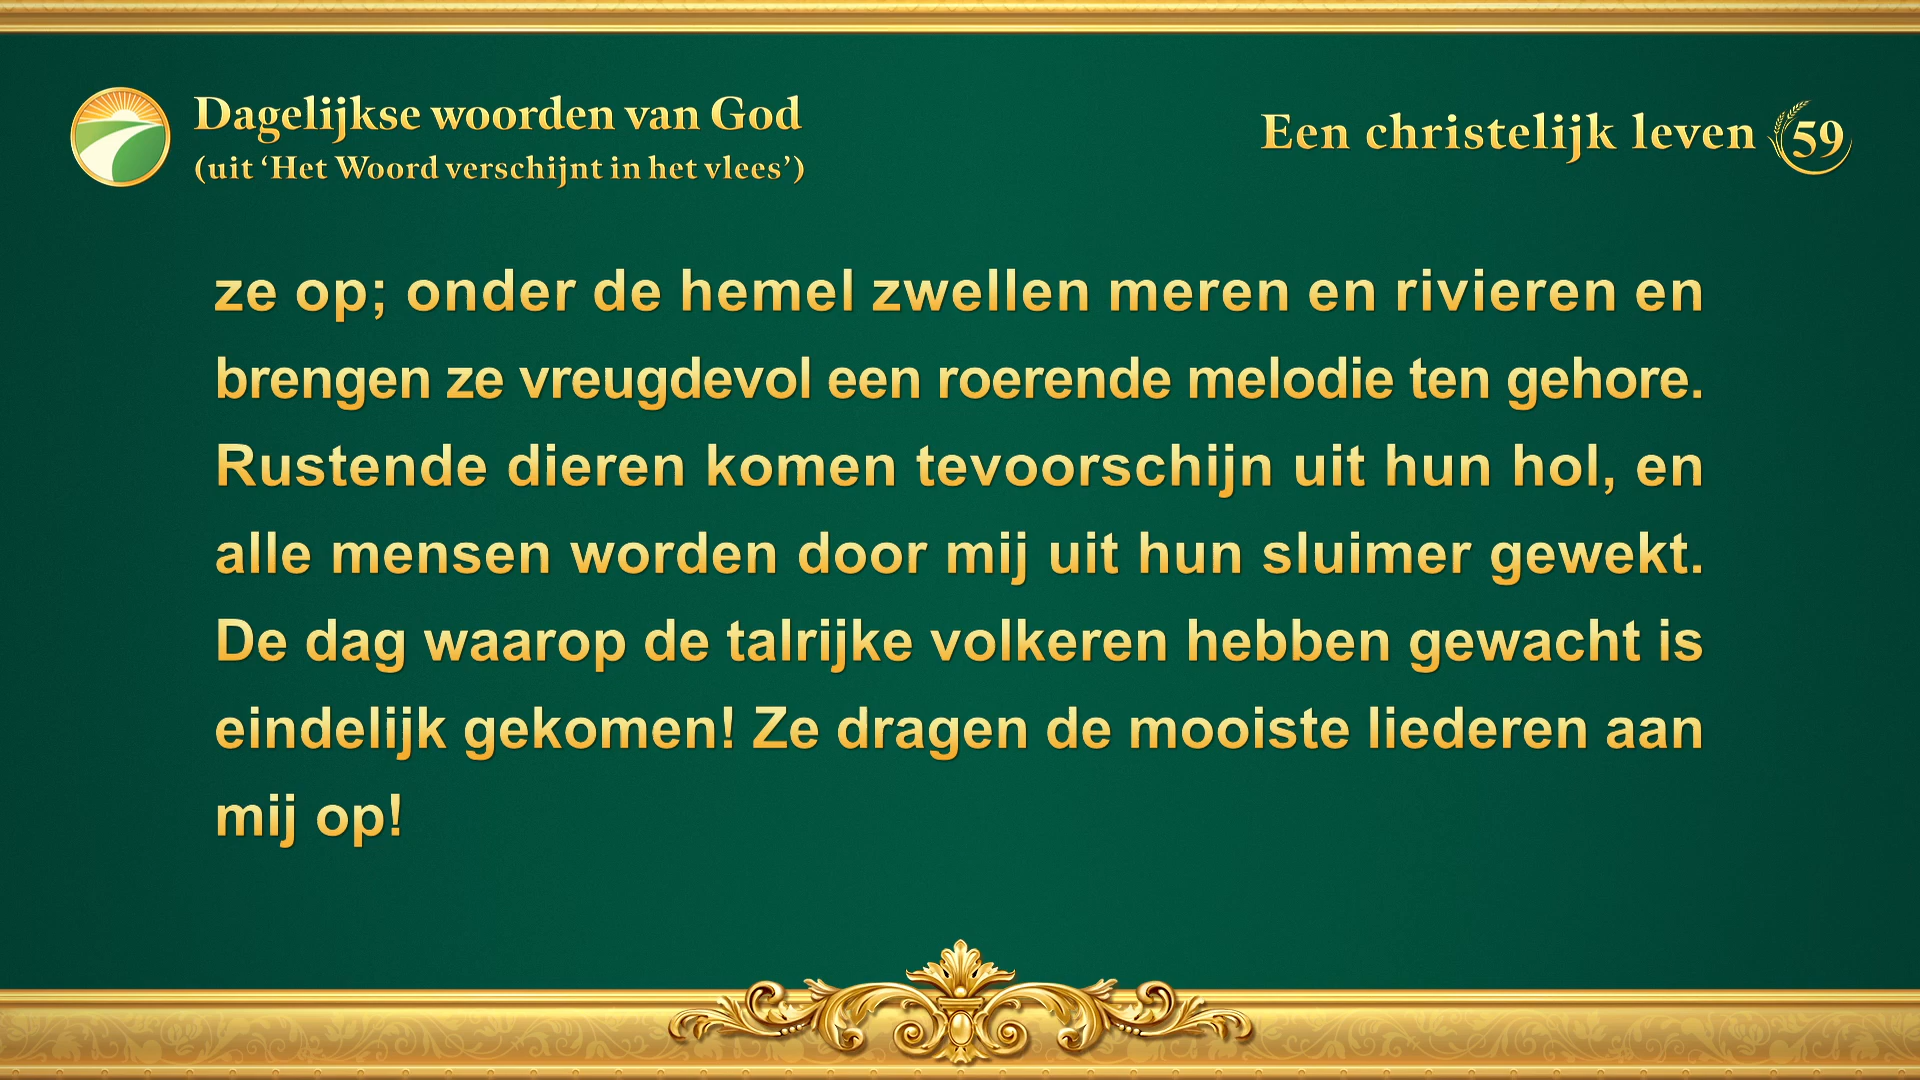 Dagelijkse woorden van God
(uit ‘Het Woord verschijnt in het vlees’)
Een christelijk leven 59
ze op; onder de hemel zwellen meren en rivieren en
brengen ze vreugdevol een roerende melodie ten gehore.
Rustende dieren komen tevoorschijn uit hun hol, en
alle mensen worden door mij uit hun sluimer gewekt.
De dag waarop de talrijke volkeren hebben gewacht is
eindelijk gekomen! Ze dragen de mooiste liederen aan
mij op!